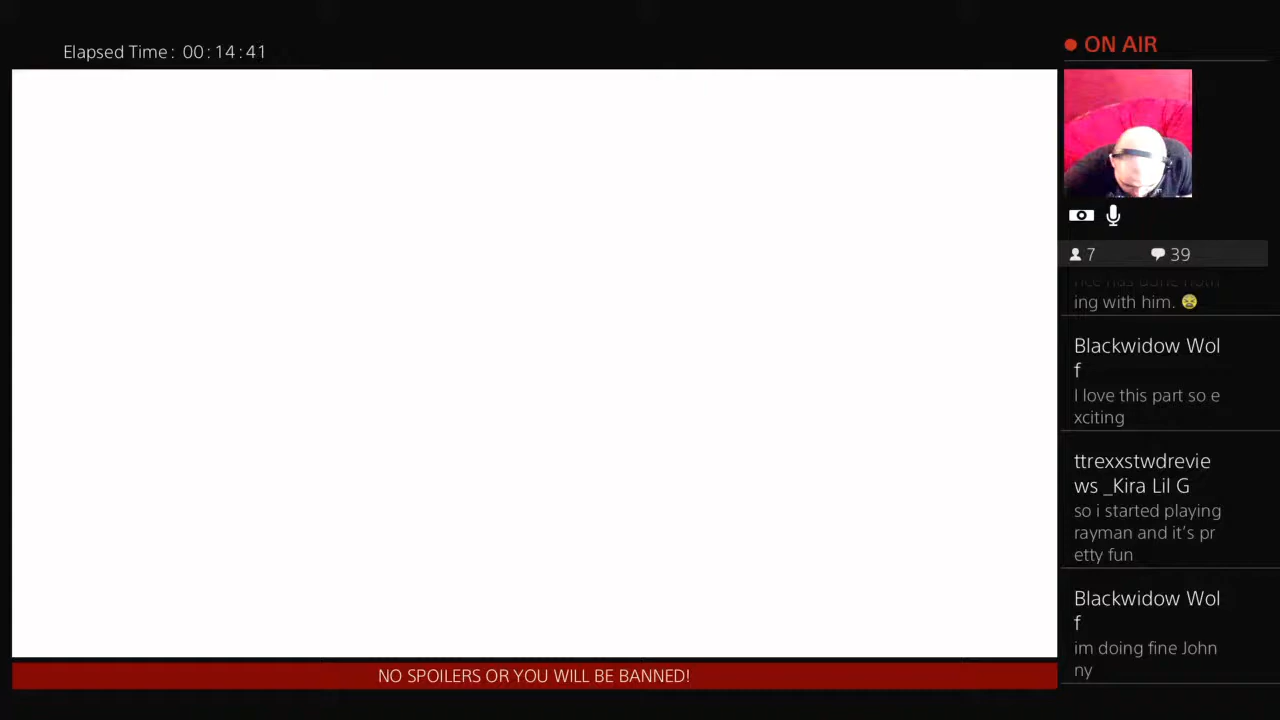 Elapsed Time: 00:14:41
ON AIR
7 39
ing with him. 😫
Blackwidow Wol
f
I love this part so e
xciting
ttrexxstwdrevie
ws _Kira Lil G
so i started playing
rayman and it's pr
etty fun
Blackwidow Wol
f
im doing fine John
ny
NO SPOILERS OR YOU WILL BE BANNED!